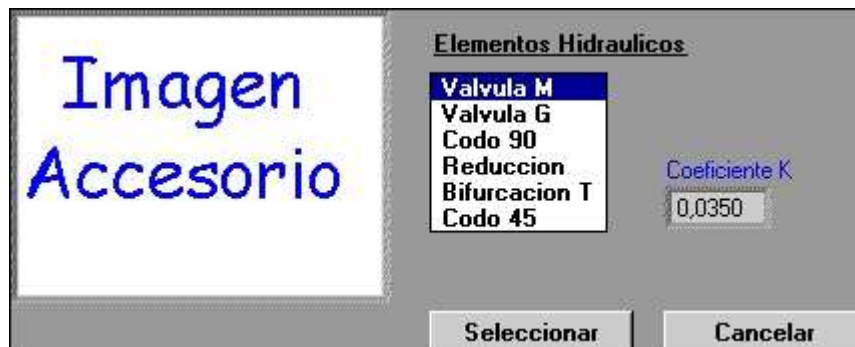 Imagen
Accesorio
Elementos Hidraulicos
Valvula M
Valvula G
Codo 90
Reduccion
Bifurcacion T
Codo 45
Coeficiente K
0,0350
Seleccionar
Cancelar